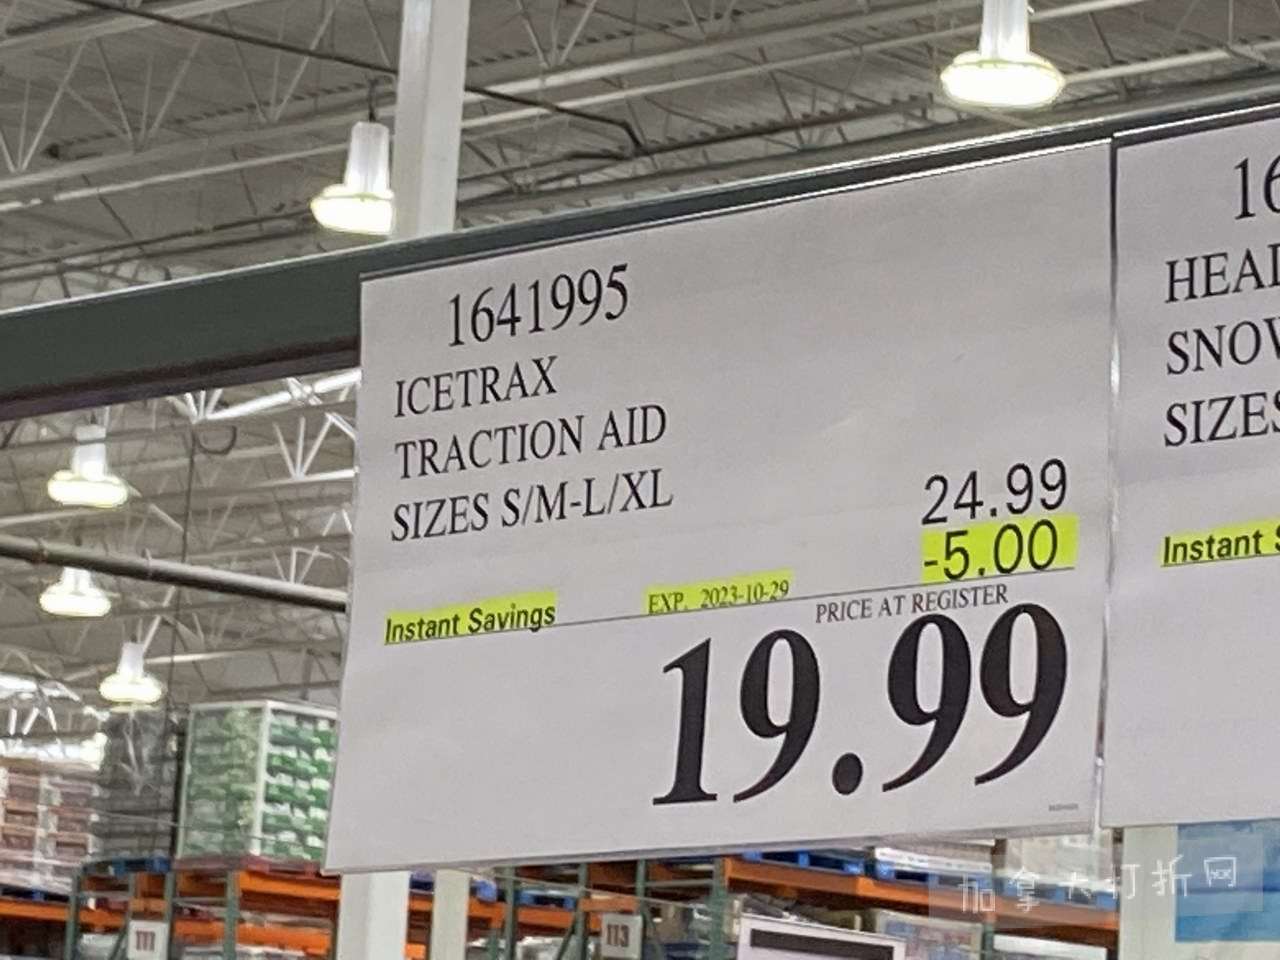 1641995
ICETRAX
TRACTION AID
SIZES S/M-L/XL
24.99
-5.00
Instant Savings
EXP. 2023-10-29
PRICE AT REGISTER
19.99
16
HEA
SNOW
SIZES
Instant S
111
113
加拿大打折网